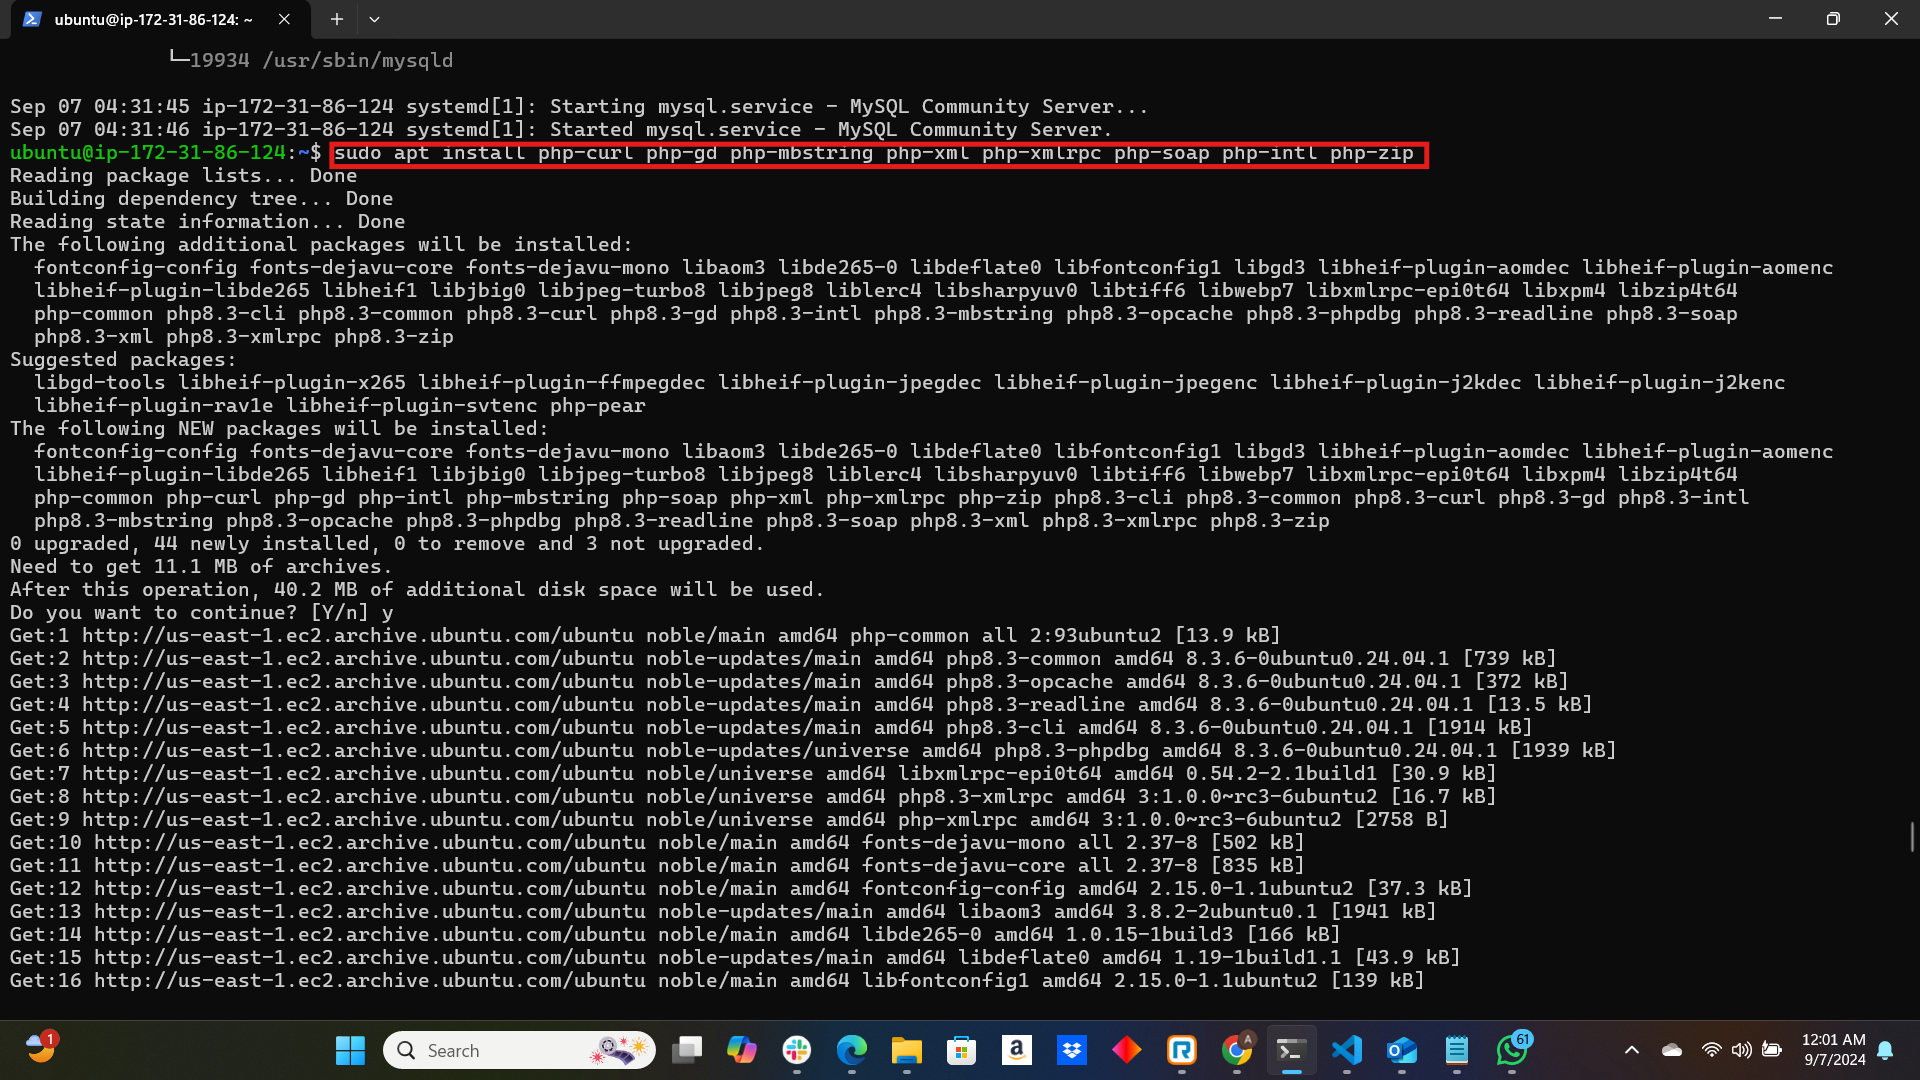 ubuntu@ip-172-31-86-124: ~
└─19934 /usr/sbin/mysqld
Sep 07 04:31:45 ip-172-31-86-124 systemd[1]: Starting mysql.service - MySQL Community Server...
Sep 07 04:31:46 ip-172-31-86-124 systemd[1]: Started mysql.service - MySQL Community Server.
ubuntu@ip-172-31-86-124:~$ sudo apt install php-curl php-gd php-mbstring php-xml php-xmlrpc php-soap php-intl php-zip
Reading package lists... Done
Building dependency tree... Done
Reading state information... Done
The following additional packages will be installed:
  fontconfig-config fonts-dejavu-core fonts-dejavu-mono libaom3 libde265-0 libdeflate0 libfontconfig1 libgd3 libheif-plugin-aomdec libheif-plugin-aomenc
  libheif-plugin-libde265 libheif1 libjbig0 libjpeg-turbo8 libjpeg8 liblerc4 libsharpyuv0 libtiff6 libwebp7 libxmlrpc-epi0t64 libxpm4 libzip4t64
  php-common php8.3-cli php8.3-common php8.3-curl php8.3-gd php8.3-intl php8.3-mbstring php8.3-opcache php8.3-phpdbg php8.3-readline php8.3-soap
  php8.3-xml php8.3-xmlrpc php8.3-zip
Suggested packages:
  libgd-tools libheif-plugin-x265 libheif-plugin-ffmpegdec libheif-plugin-jpegdec libheif-plugin-jpegenc libheif-plugin-j2kdec libheif-plugin-j2kenc
  libheif-plugin-rav1e libheif-plugin-svtenc php-pear
The following NEW packages will be installed:
  fontconfig-config fonts-dejavu-core fonts-dejavu-mono libaom3 libde265-0 libdeflate0 libfontconfig1 libgd3 libheif-plugin-aomdec libheif-plugin-aomenc
  libheif-plugin-libde265 libheif1 libjbig0 libjpeg-turbo8 libjpeg8 liblerc4 libsharpyuv0 libtiff6 libwebp7 libxmlrpc-epi0t64 libxpm4 libzip4t64
  php-common php-curl php-gd php-intl php-mbstring php-soap php-xml php-xmlrpc php-zip php8.3-cli php8.3-common php8.3-curl php8.3-gd php8.3-intl
  php8.3-mbstring php8.3-opcache php8.3-phpdbg php8.3-readline php8.3-soap php8.3-xml php8.3-xmlrpc php8.3-zip
0 upgraded, 44 newly installed, 0 to remove and 3 not upgraded.
Need to get 11.1 MB of archives.
After this operation, 40.2 MB of additional disk space will be used.
Do you want to continue? [Y/n] y
Get:1 http://us-east-1.ec2.archive.ubuntu.com/ubuntu noble/main amd64 php-common all 2:93ubuntu2 [13.9 kB]
Get:2 http://us-east-1.ec2.archive.ubuntu.com/ubuntu noble-updates/main amd64 php8.3-common amd64 8.3.6-0ubuntu0.24.04.1 [739 kB]
Get:3 http://us-east-1.ec2.archive.ubuntu.com/ubuntu noble-updates/main amd64 php8.3-opcache amd64 8.3.6-0ubuntu0.24.04.1 [372 kB]
Get:4 http://us-east-1.ec2.archive.ubuntu.com/ubuntu noble-updates/main amd64 php8.3-readline amd64 8.3.6-0ubuntu0.24.04.1 [13.5 kB]
Get:5 http://us-east-1.ec2.archive.ubuntu.com/ubuntu noble-updates/main amd64 php8.3-cli amd64 8.3.6-0ubuntu0.24.04.1 [1914 kB]
Get:6 http://us-east-1.ec2.archive.ubuntu.com/ubuntu noble-updates/universe amd64 php8.3-phpdbg amd64 8.3.6-0ubuntu0.24.04.1 [1939 kB]
Get:7 http://us-east-1.ec2.archive.ubuntu.com/ubuntu noble/universe amd64 libxmlrpc-epi0t64 amd64 0.54.2-2.1build1 [30.9 kB]
Get:8 http://us-east-1.ec2.archive.ubuntu.com/ubuntu noble/universe amd64 php8.3-xmlrpc amd64 3:1.0.0~rc3-6ubuntu2 [16.7 kB]
Get:9 http://us-east-1.ec2.archive.ubuntu.com/ubuntu noble/universe amd64 php-xmlrpc amd64 3:1.0.0~rc3-6ubuntu2 [2758 B]
Get:10 http://us-east-1.ec2.archive.ubuntu.com/ubuntu noble/main amd64 fonts-dejavu-mono all 2.37-8 [502 kB]
Get:11 http://us-east-1.ec2.archive.ubuntu.com/ubuntu noble/main amd64 fonts-dejavu-core all 2.37-8 [835 kB]
Get:12 http://us-east-1.ec2.archive.ubuntu.com/ubuntu noble/main amd64 fontconfig-config amd64 2.15.0-1.1ubuntu2 [37.3 kB]
Get:13 http://us-east-1.ec2.archive.ubuntu.com/ubuntu noble-updates/main amd64 libaom3 amd64 3.8.2-2ubuntu0.1 [1941 kB]
Get:14 http://us-east-1.ec2.archive.ubuntu.com/ubuntu noble/main amd64 libde265-0 amd64 1.0.15-1build3 [166 kB]
Get:15 http://us-east-1.ec2.archive.ubuntu.com/ubuntu noble-updates/main amd64 libdeflate0 amd64 1.19-1build1.1 [43.9 kB]
Get:16 http://us-east-1.ec2.archive.ubuntu.com/ubuntu noble/main amd64 libfontconfig1 amd64 2.15.0-1.1ubuntu2 [139 kB]
1
Search
61
12:01 AM
9/7/2024